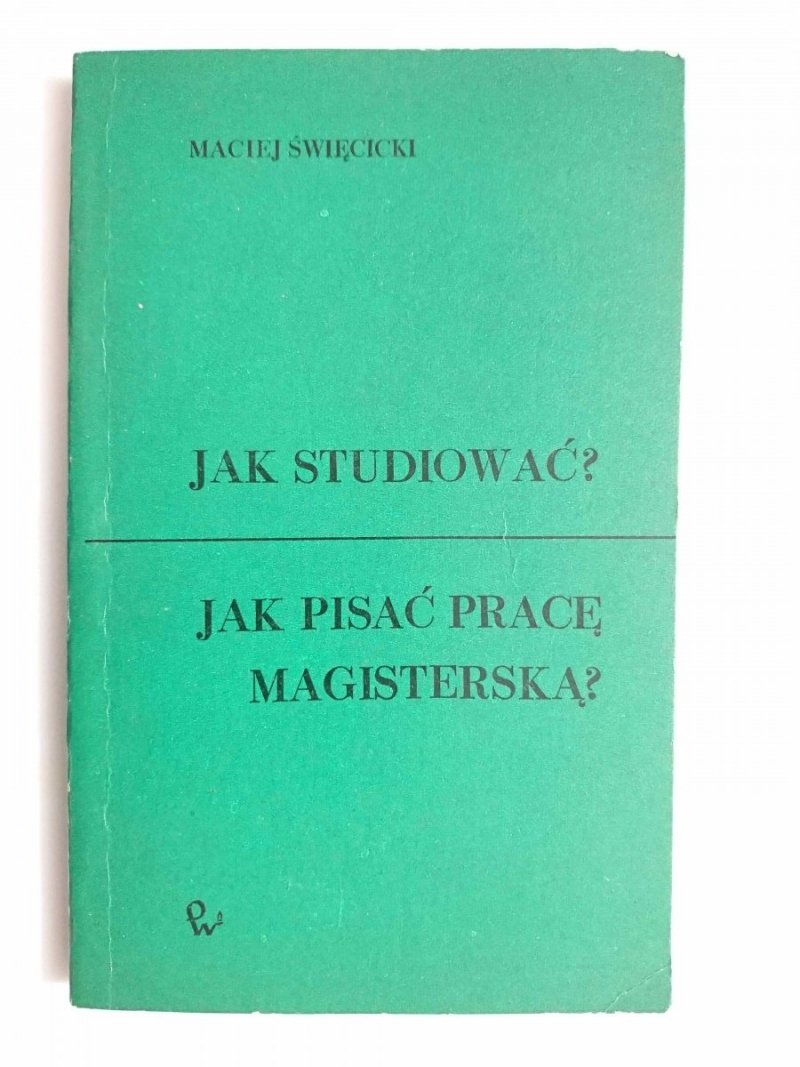 MACIEJ ŚWIĘCICKI
JAK STUDIOWAĆ?
JAK PISAĆ PRACĘ
MAGISTERSKĄ?